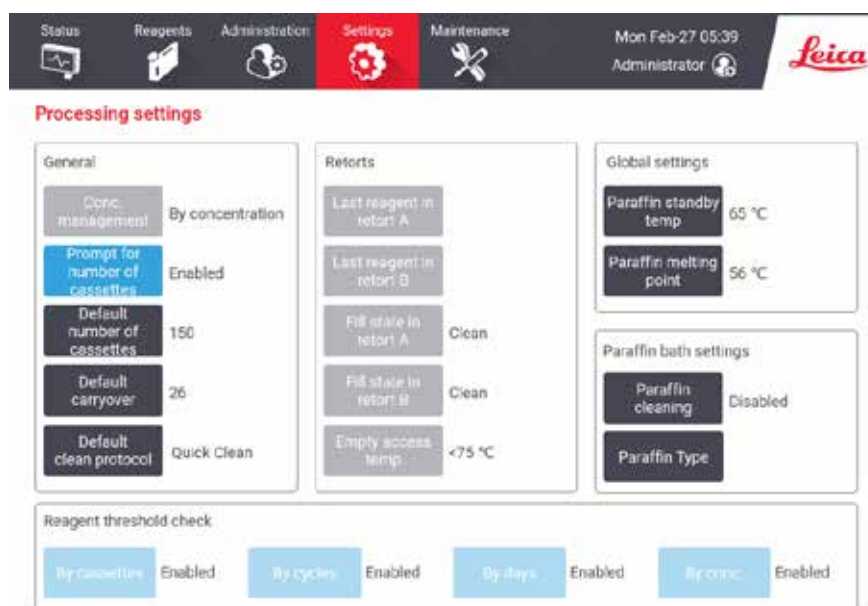 Status
Reagents
Administration
Settings
Maintenance
Mon Feb-27 05:39
Administrator
Leica
Processing settings
General
Conc.
management
By concentration
Prompt for
number of
cassettes
Enabled
Default
number of
cassettes
150
Default
carryover
26
Default
clean protocol
Quick Clean
Retorts
Last reagent in
retort A
Last reagent in
retort B
Fill state in
retort A
Clean
Fill state in
retort B
Clean
Empty access
temp.
<75 °C
Global settings
Paraffin standby
temp
65 °C
Paraffin melting
point
56 °C
Paraffin bath settings
Paraffin
cleaning
Disabled
Paraffin Type
Reagent threshold check
By cassettes
Enabled
By cycles
Enabled
By days
Enabled
By conc.
Enabled